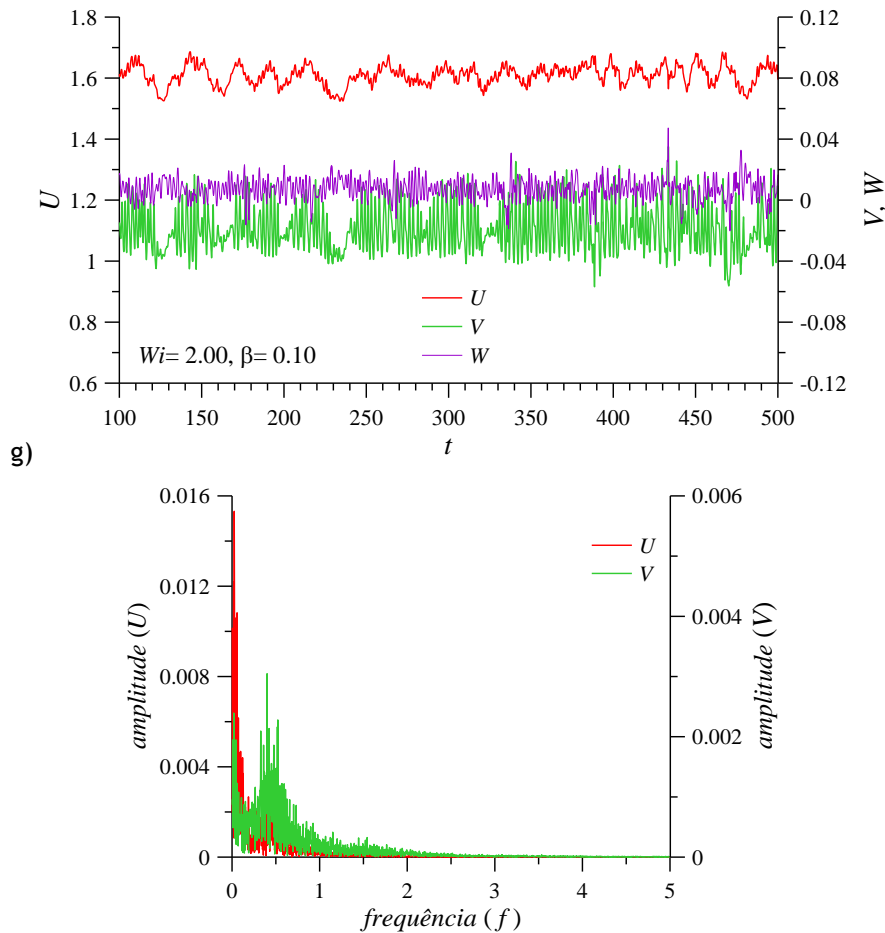 1.8
1.6
1.4
1.2
1
0.8
0.6
U
0.12
0.08
0.04
0
-0.04
-0.08
-0.12
V, W
U
V
W
Wi= 2.00, β= 0.10
100 150 200 250 300 350 400 450 500
t
g)
0.016
0.012
0.008
0.004
0
amplitude (U)
0.006
0.004
0.002
0
amplitude (V)
U
V
0 1 2 3 4 5
frequência (f)